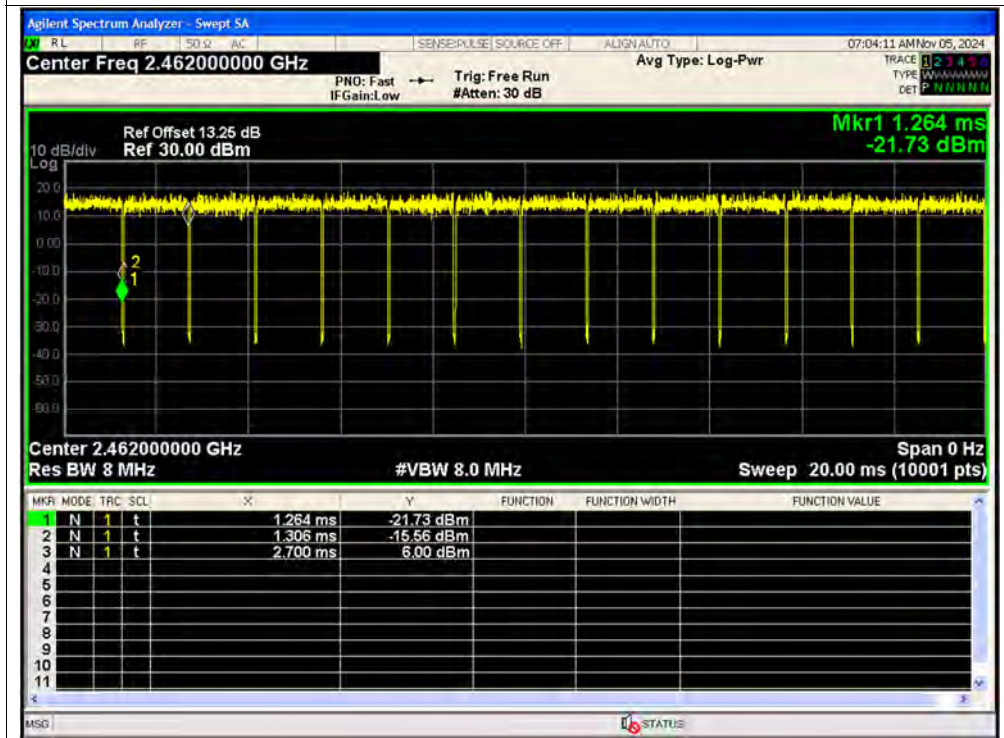 Agilent Spectrum Analyzer - Swept SA
LXI RL RF 50 Ω AC SENSE:PULSE SOURCE OFF ALIGN AUTO 07:04:11 AM Nov 05, 2024
Center Freq 2.462000000 GHz
PNO: Fast
IFGain:Low
Trig: Free Run
#Atten: 30 dB
Avg Type: Log-Pwr
TRACE 1 2 3 4 5 6
TYPE WWWWWW
DET P N N N N N
Mkr1 1.264 ms
-21.73 dBm
Ref Offset 13.25 dB
10 dB/div Ref 30.00 dBm
Log
20.0
10.0
0.00
-10.0
-20.0
-30.0
-40.0
-50.0
-60.0
2
1
Center 2.462000000 GHz Span 0 Hz
Res BW 8 MHz #VBW 8.0 MHz Sweep 20.00 ms (10001 pts)
MKR MODE TRC SCL X Y FUNCTION FUNCTION WIDTH FUNCTION VALUE
1 N 1 t 1.264 ms -21.73 dBm
2 N 1 t 1.306 ms -15.56 dBm
3 N 1 t 2.700 ms 6.00 dBm
4
5
6
7
8
9
10
11
MSG STATUS